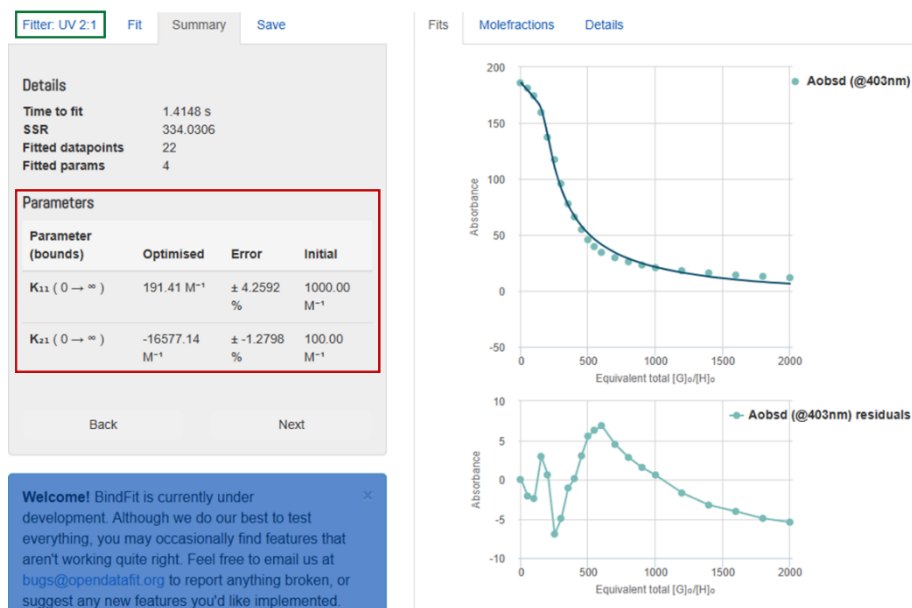 Fitter: UV 2:1 Fit Summary Save
Details
Time to fit 1.4148 s
SSR 334.0306
Fitted datapoints 22
Fitted params 4
Parameters
Parameter
(bounds) Optimised Error Initial
K₁₁ ( 0 → ∞ ) 191.41 M⁻¹ ± 4.2592 1000.00
% M⁻¹
K₂₁ ( 0 → ∞ ) -16577.14 ± -1.2798 100.00
M⁻¹ % M⁻¹
Back Next
Welcome! BindFit is currently under ×
development. Although we do our best to test
everything, you may occasionally find features that
aren't working quite right. Feel free to email us at
bugs@opendatafit.org to report anything broken, or
suggest any new features you'd like implemented.
Fits Molefractions Details
200
150
100
50
0
-50
Absorbance
0 500 1000 1500 2000
Equivalent total [G]₀/[H]₀
Aobsd (@403nm)
10
5
0
-5
-10
Absorbance
0 500 1000 1500 2000
Equivalent total [G]₀/[H]₀
Aobsd (@403nm) residuals